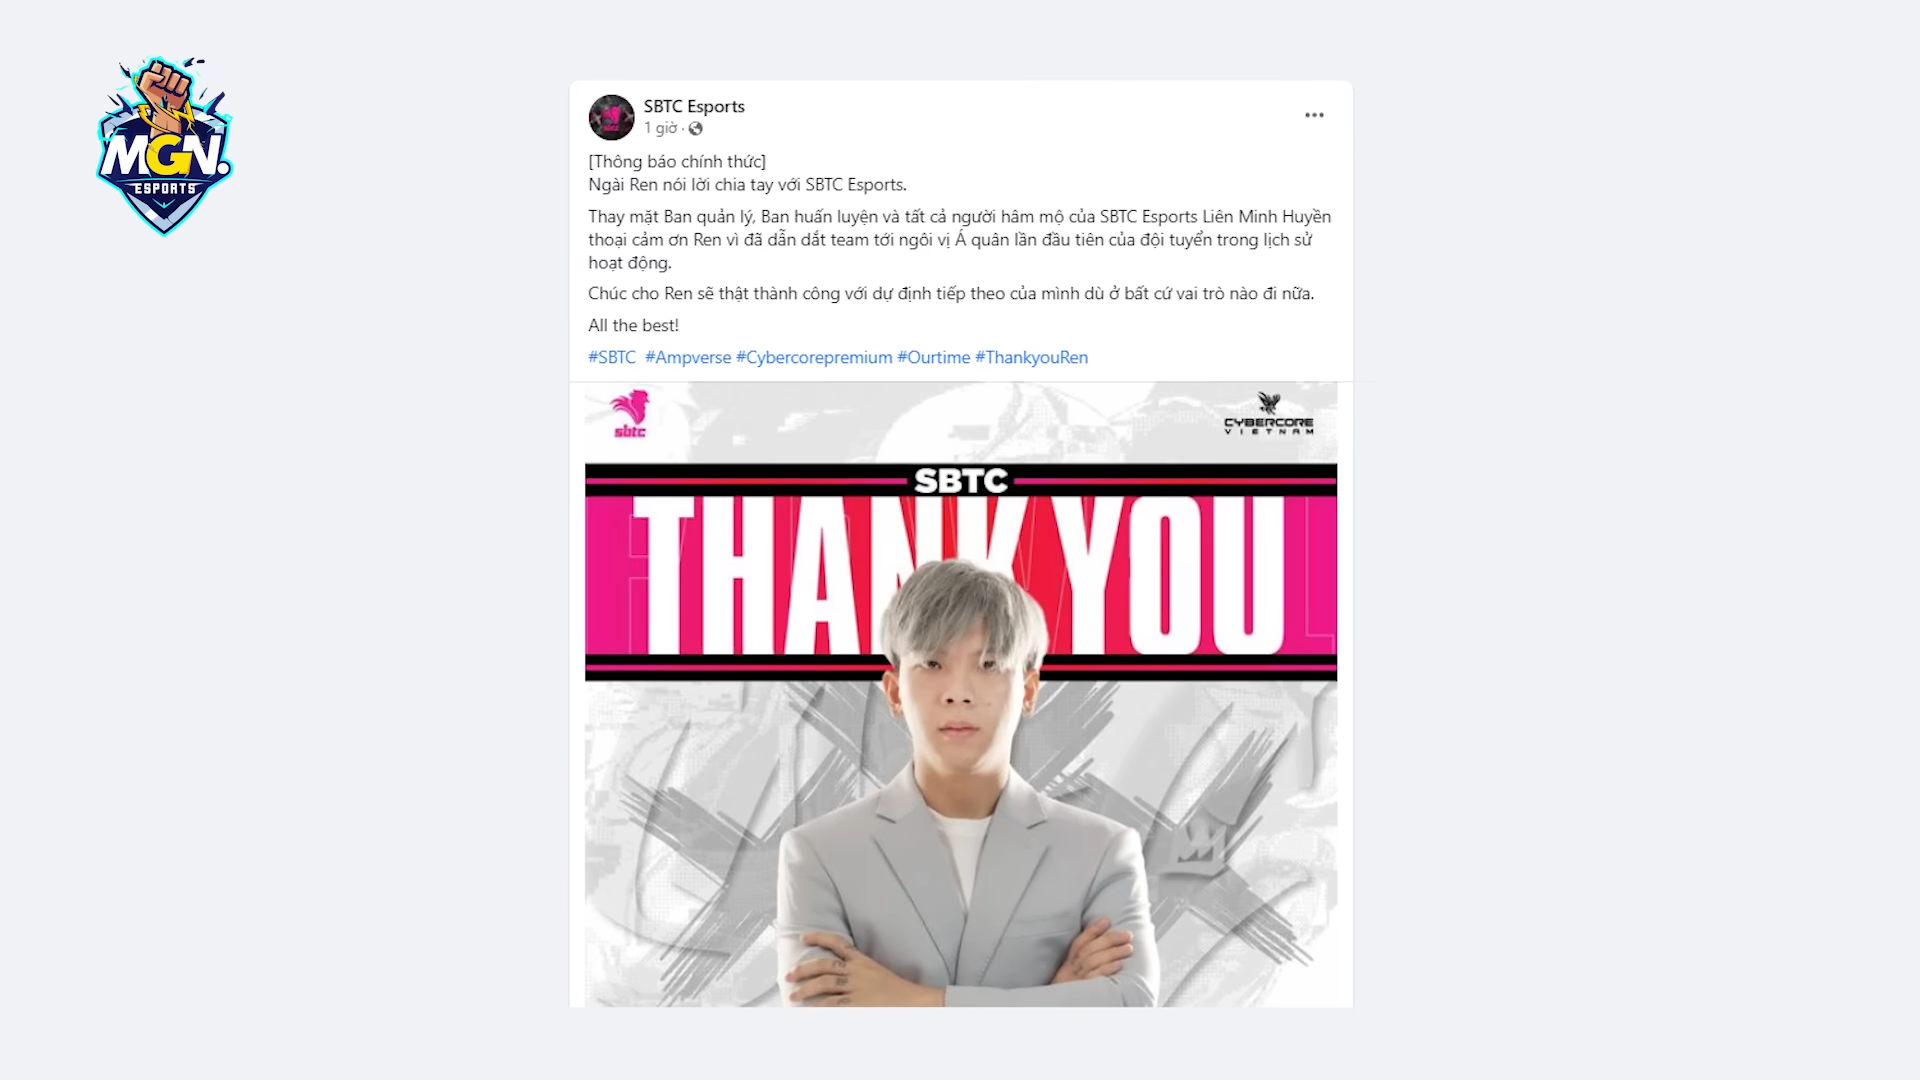 MGN.
ESPORTS
SBTC Esports
1 giờ ·
[Thông báo chính thức]
Ngài Ren nói lời chia tay với SBTC Esports.
Thay mặt Ban quản lý, Ban huấn luyện và tất cả người hâm mộ của SBTC Esports Liên Minh Huyền
thoại cảm ơn Ren vì đã dẫn dắt team tới ngôi vị Á quân lần đầu tiên của đội tuyển trong lịch sử
hoạt động.
Chúc cho Ren sẽ thật thành công với dự định tiếp theo của mình dù ở bất cứ vai trò nào đi nữa.
All the best!
#SBTC #Ampverse #Cybercorepremium #Ourtime #ThankyouRen
sbtc
CYBERCORE
VIETNAM
SBTC
THANK YOU